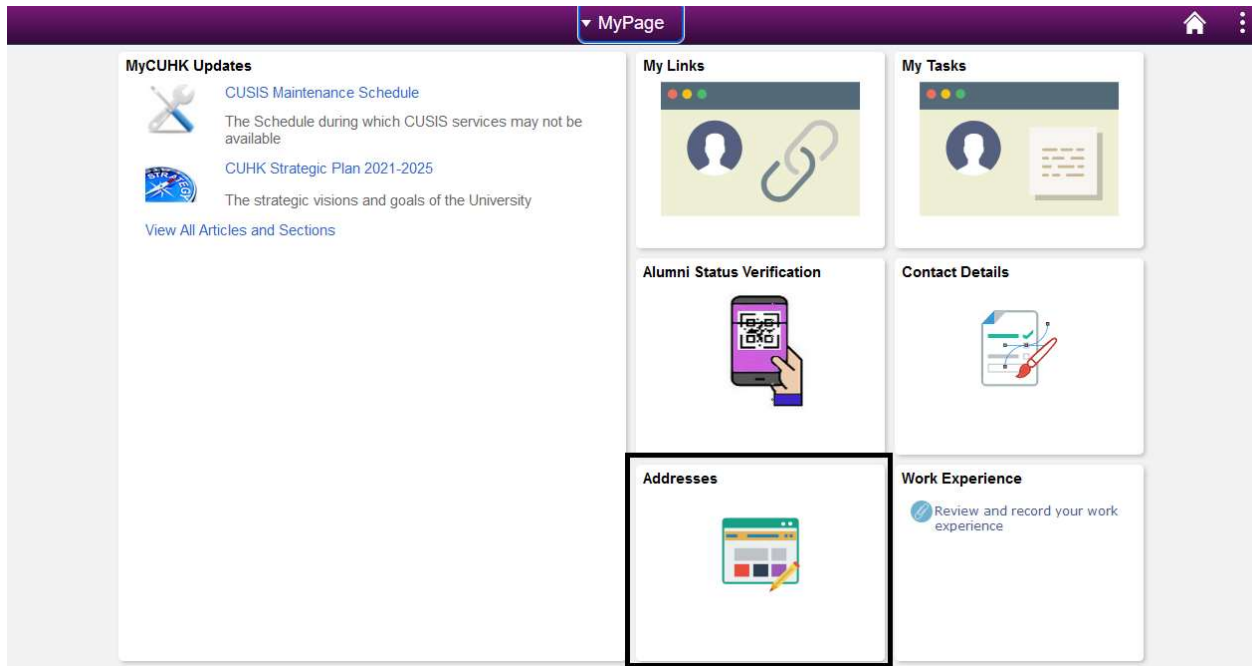 MyPage
MyCUHK Updates
CUSIS Maintenance Schedule
The Schedule during which CUSIS services may not be
available
STRATEGY
CUHK Strategic Plan 2021-2025
The strategic visions and goals of the University
View All Articles and Sections
My Links
My Tasks
Alumni Status Verification
Contact Details
Addresses
Work Experience
Review and record your work
experience